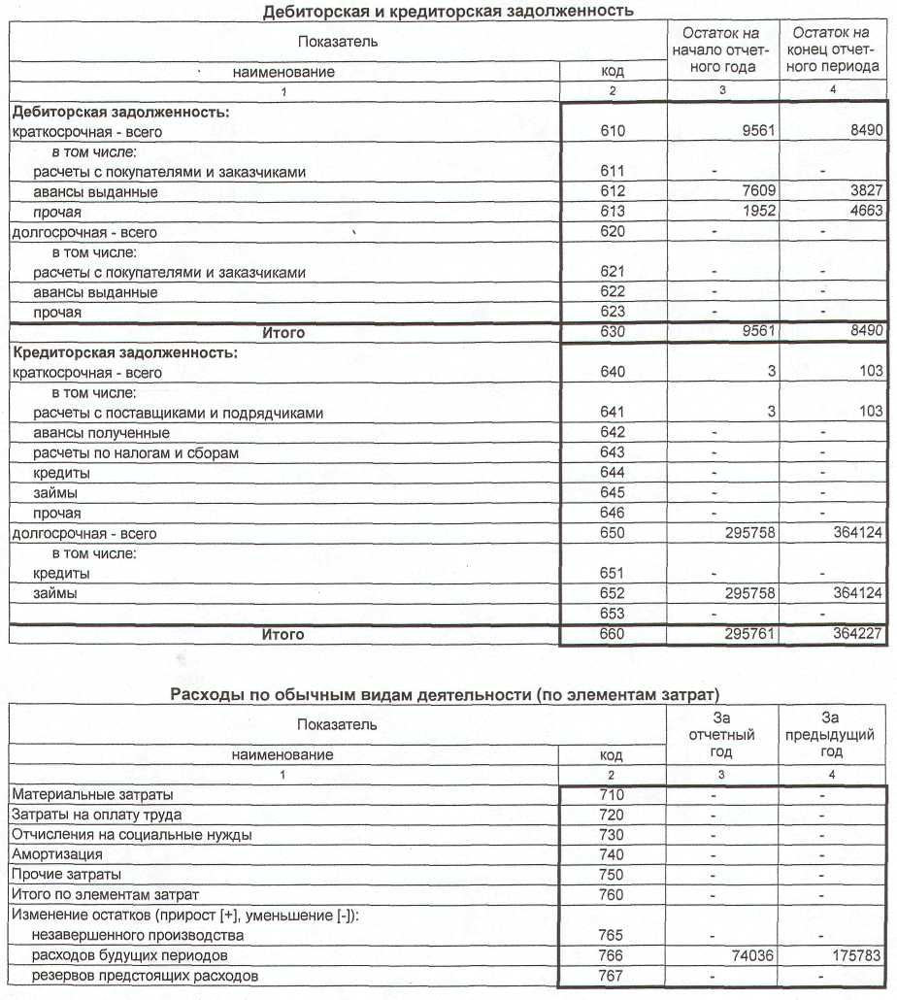 Дебиторская и кредиторская задолженность
Показатель
Остаток на начало отчет-ного года
Остаток на конец отчет-ного периода
наименование код
1 2 3 4
Дебиторская задолженность:
краткосрочная - всего 610 9561 8490
в том числе:
расчеты с покупателями и заказчиками 611 - -
авансы выданные 612 7609 3827
прочая 613 1952 4663
долгосрочная - всего 620 - -
в том числе:
расчеты с покупателями и заказчиками 621 - -
авансы выданные 622 - -
прочая 623 - -
Итого 630 9561 8490
Кредиторская задолженность:
краткосрочная - всего 640 3 103
в том числе:
расчеты с поставщиками и подрядчиками 641 3 103
авансы полученные 642 - -
расчеты по налогам и сборам 643 - -
кредиты 644 - -
займы 645 - -
прочая 646 - -
долгосрочная - всего 650 295758 364124
в том числе:
кредиты 651 - -
займы 652 295758 364124
653 - -
Итого 660 295761 364227
Расходы по обычным видам деятельности (по элементам затрат)
Показатель
За отчетный год
За предыдущий год
наименование код
1 2 3 4
Материальные затраты 710 - -
Затраты на оплату труда 720 - -
Отчисления на социальные нужды 730 - -
Амортизация 740 - -
Прочие затраты 750 - -
Итого по элементам затрат 760 - -
Изменение остатков (прирост [+], уменьшение [-]):
незавершенного производства 765 - -
расходов будущих периодов 766 74036 175783
резервов предстоящих расходов 767 - -